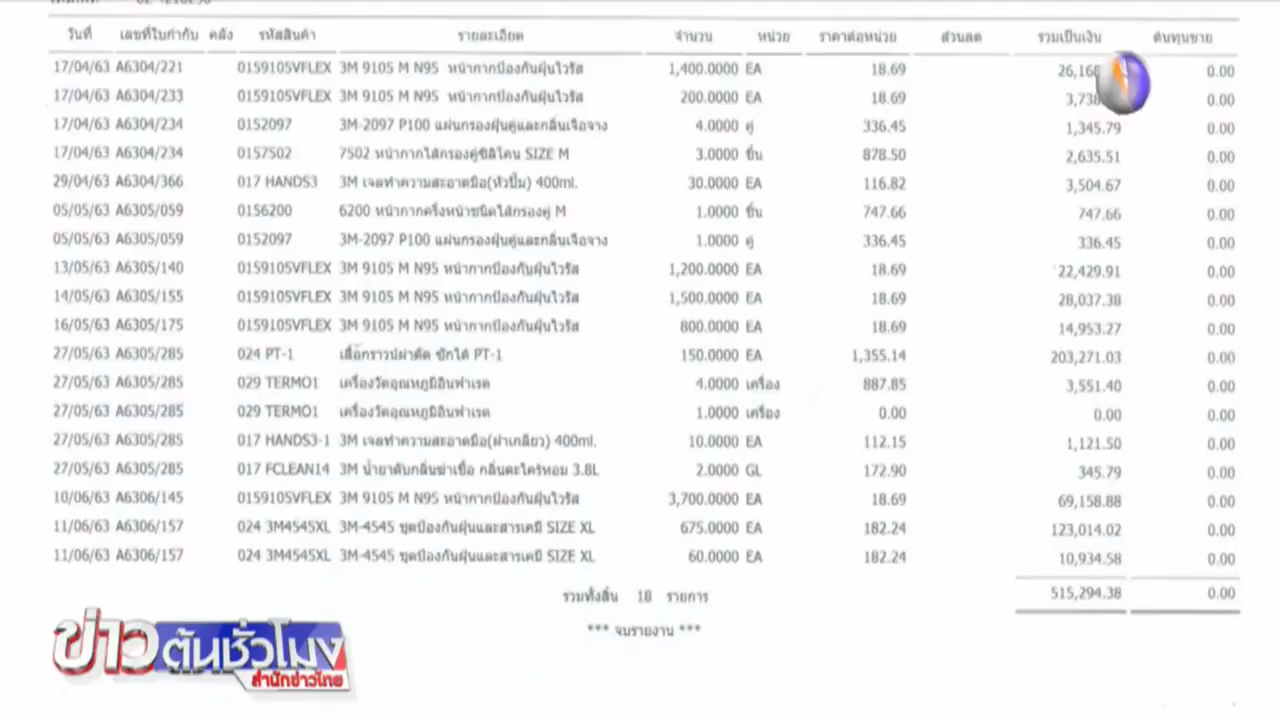 วันที่ เลขที่ใบกำกับ คลัง รหัสสินค้า รายละเอียด จำนวน หน่วย ราคาต่อหน่วย ส่วนลด รวมเป็นเงิน ต้นทุนขาย
17/04/63 A6304/221 0159105VFLEX 3M 9105 M N95 หน้ากากป้องกันฝุ่นไวรัส 1,400.0000 EA 18.69 0.00
17/04/63 A6304/233 0159105VFLEX 3M 9105 M N95 หน้ากากป้องกันฝุ่นไวรัส 200.0000 EA 18.69 0.00
17/04/63 A6304/234 0152097 3M-2097 P100 แผ่นกรองฝุ่นคู่และกลิ่นเจือจาง 4.0000 คู่ 336.45 1,345.79 0.00
17/04/63 A6304/234 0157502 7502 หน้ากากไส้กรองคู่ซิลิโคน SIZE M 3.0000 ชิ้น 878.50 2,635.51 0.00
29/04/63 A6304/366 017 HANDS3 3M เจลทำความสะอาดมือ(หัวปั๊ม) 400ml. 30.0000 EA 116.82 3,504.67 0.00
05/05/63 A6305/059 0156200 6200 หน้ากากครึ่งหน้าชนิดไส้กรองคู่ M 1.0000 ชิ้น 747.66 747.66 0.00
05/05/63 A6305/059 0152097 3M-2097 P100 แผ่นกรองฝุ่นคู่และกลิ่นเจือจาง 1.0000 คู่ 336.45 336.45 0.00
13/05/63 A6305/140 0159105VFLEX 3M 9105 M N95 หน้ากากป้องกันฝุ่นไวรัส 1,200.0000 EA 18.69 22,429.91 0.00
14/05/63 A6305/155 0159105VFLEX 3M 9105 M N95 หน้ากากป้องกันฝุ่นไวรัส 1,500.0000 EA 18.69 28,037.38 0.00
16/05/63 A6305/175 0159105VFLEX 3M 9105 M N95 หน้ากากป้องกันฝุ่นไวรัส 800.0000 EA 18.69 14,953.27 0.00
27/05/63 A6305/285 024 PT-1 เสื้อกราวน์ผ่าตัด ซักได้ PT-1 150.0000 EA 1,355.14 203,271.03 0.00
27/05/63 A6305/285 029 TERMO1 เครื่องวัดอุณหภูมิอินฟาเรด 4.0000 เครื่อง 887.85 3,551.40 0.00
27/05/63 A6305/285 029 TERMO1 เครื่องวัดอุณหภูมิอินฟาเรด 1.0000 เครื่อง 0.00 0.00 0.00
27/05/63 A6305/285 017 HANDS3-1 3M เจลทำความสะอาดมือ(ฝาเกลียว) 400ml. 10.0000 EA 112.15 1,121.50 0.00
27/05/63 A6305/285 017 FCLEAN14 3M น้ำยาดับกลิ่นฆ่าเชื้อ กลิ่นตะไคร้หอม 3.8L 2.0000 GL 172.90 345.79 0.00
10/06/63 A6306/145 0159105VFLEX 3M 9105 M N95 หน้ากากป้องกันฝุ่นไวรัส 3,700.0000 EA 18.69 69,158.88 0.00
11/06/63 A6306/157 024 3M4545XL 3M-4545 ชุดป้องกันฝุ่นและสารเคมี SIZE XL 675.0000 EA 182.24 123,014.02 0.00
11/06/63 A6306/157 024 3M4545XL 3M-4545 ชุดป้องกันฝุ่นและสารเคมี SIZE XL 60.0000 EA 182.24 10,934.58 0.00
รวมทั้งสิ้น 18 รายการ 515,294.38 0.00
*** จบรายงาน ***
ข่าวต้นชั่วโมง
สำนักข่าวไทย